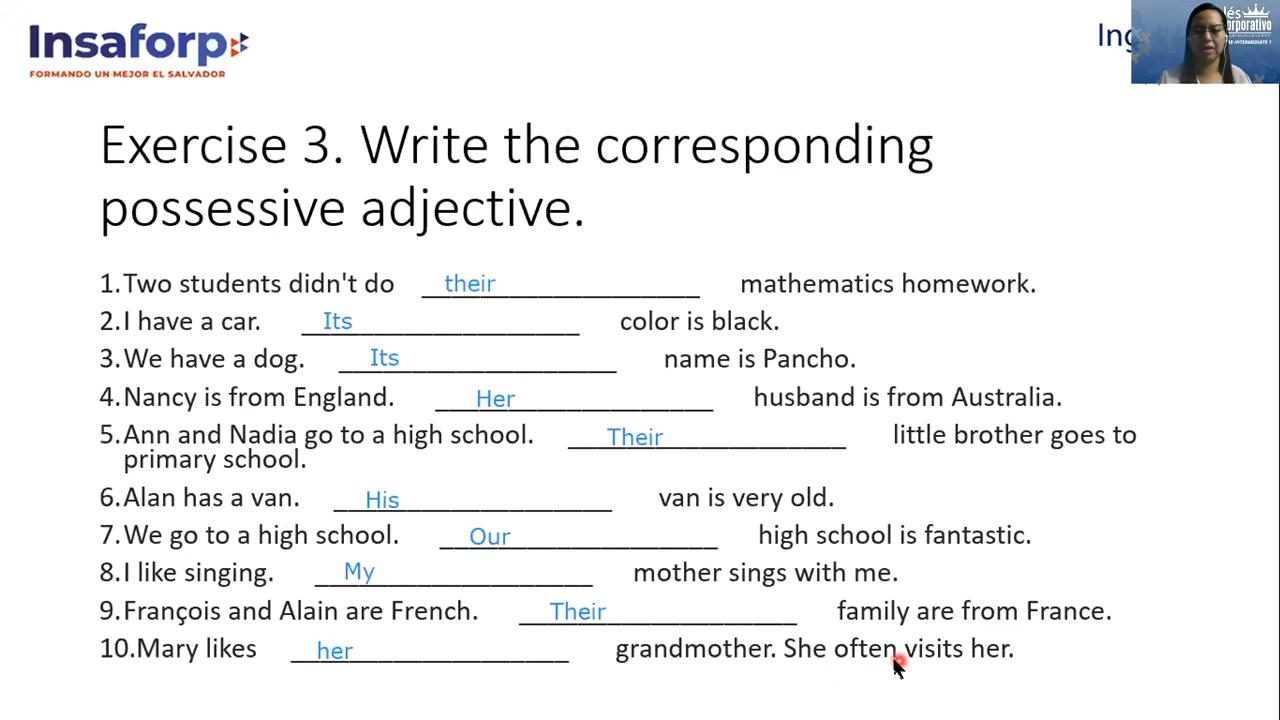 Insaforp
FORMANDO UN MEJOR EL SALVADOR
Exercise 3. Write the corresponding
possessive adjective.
1. Two students didn't do their mathematics homework.
2. I have a car. Its color is black.
3. We have a dog. Its name is Pancho.
4. Nancy is from England. Her husband is from Australia.
5. Ann and Nadia go to a high school. Their little brother goes to
primary school.
6. Alan has a van. His van is very old.
7. We go to a high school. Our high school is fantastic.
8. I like singing. My mother sings with me.
9. François and Alain are French. Their family are from France.
10. Mary likes her grandmother. She often visits her.